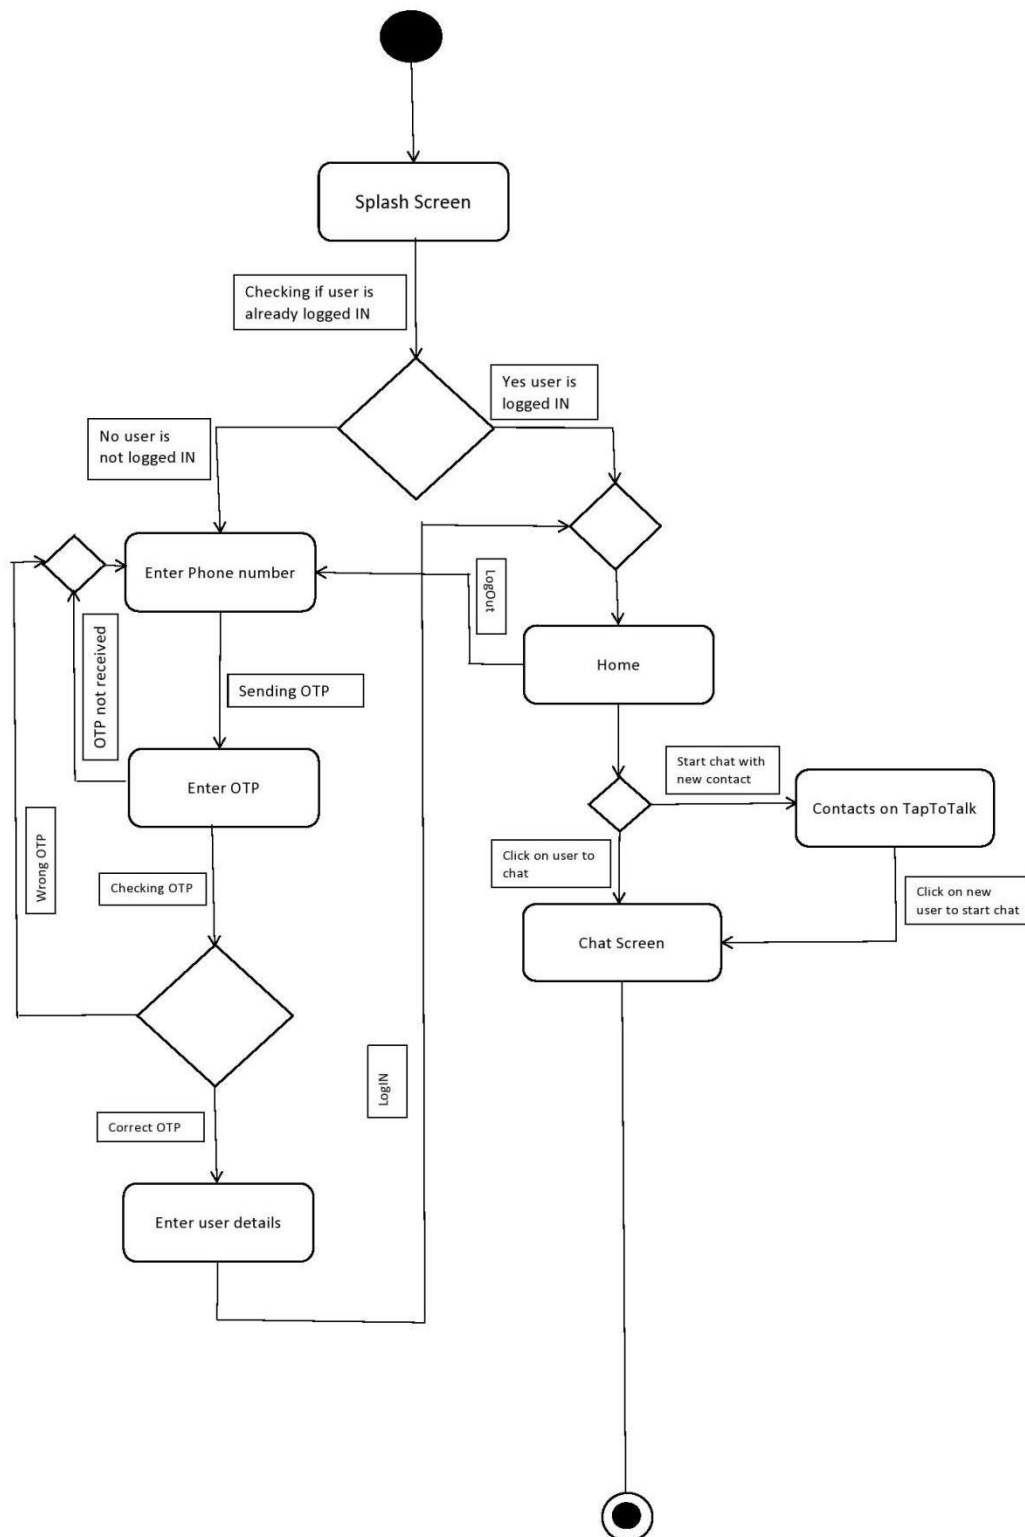 Splash Screen
Checking if user is
already logged IN
Yes user is
logged IN
No user is
not logged IN
Enter Phone number
LogOut
Home
OTP not received
Sending OTP
Enter OTP
Start chat with
new contact
Contacts on TapToTalk
Wrong OTP
Click on user to
chat
Checking OTP
Click on new
user to start chat
Chat Screen
LogIN
Correct OTP
Enter user details